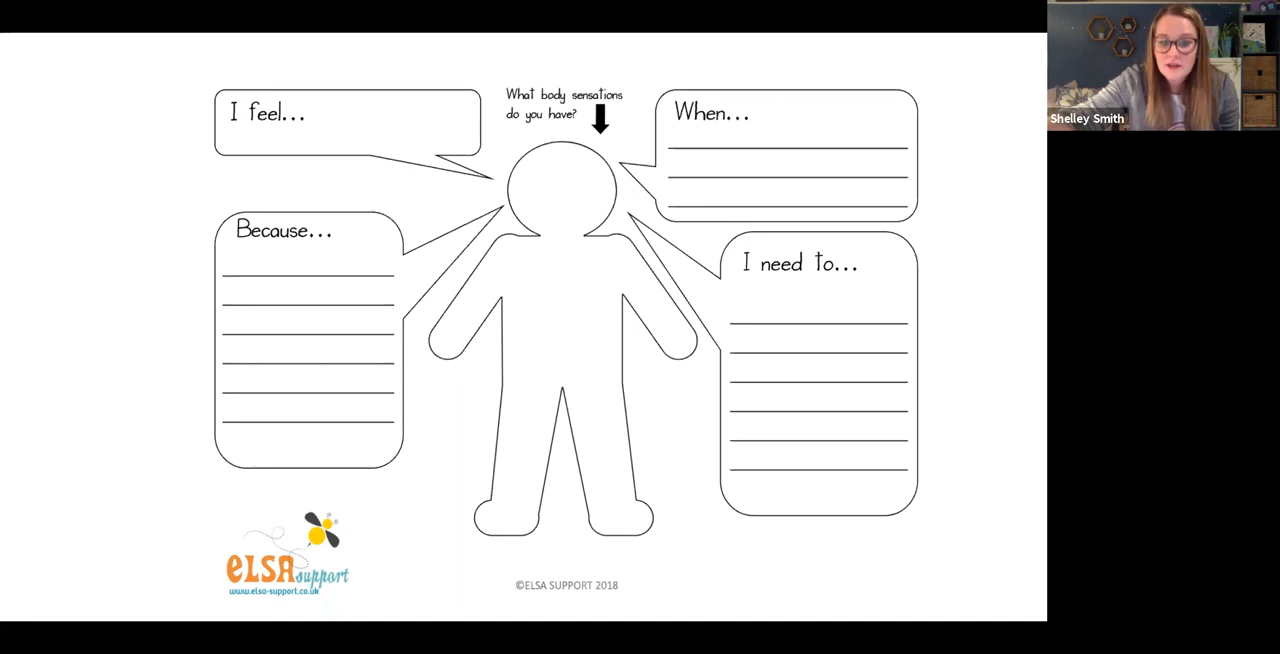 I feel...
What body sensations
do you have?
When...
Because...
I need to...
eLSA support
www.elsa-support.co.uk
©ELSA SUPPORT 2018
Shelley Smith